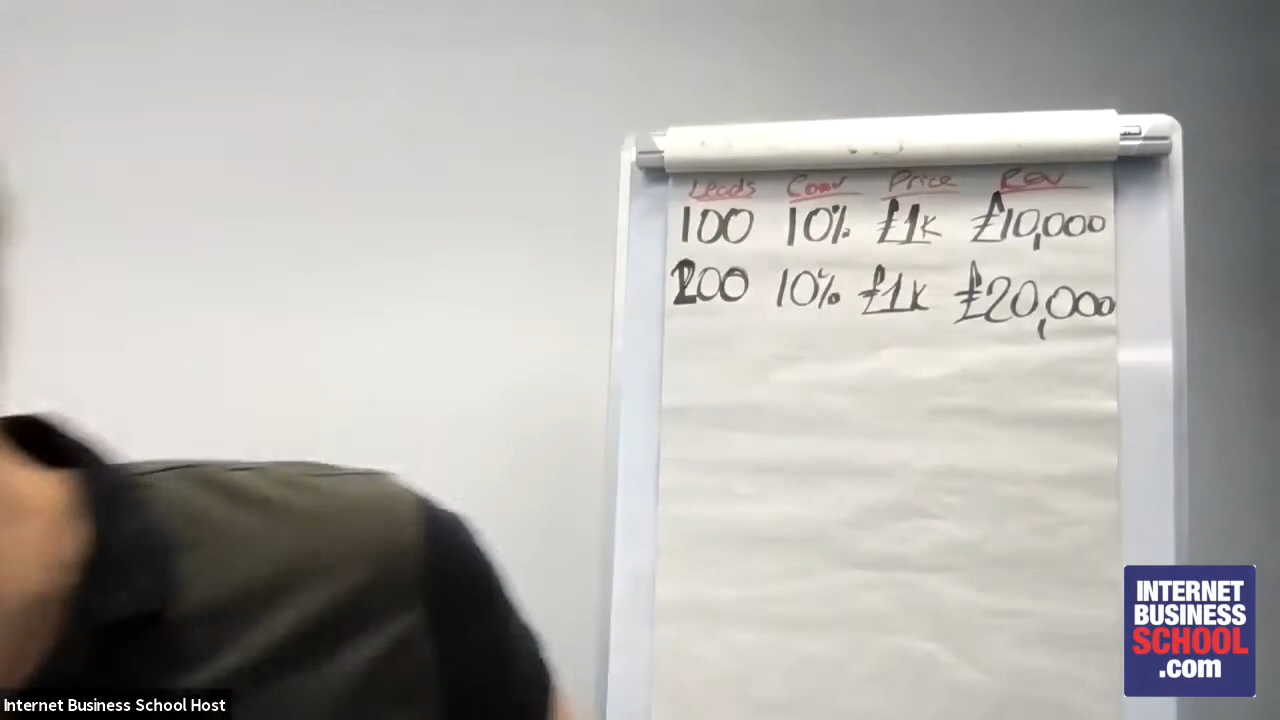 Leads Conv Price Rev
100 10% £1K £10,000
200 10% £1K £20,000
INTERNET
BUSINESS
SCHOOL
.com
Internet Business School Host